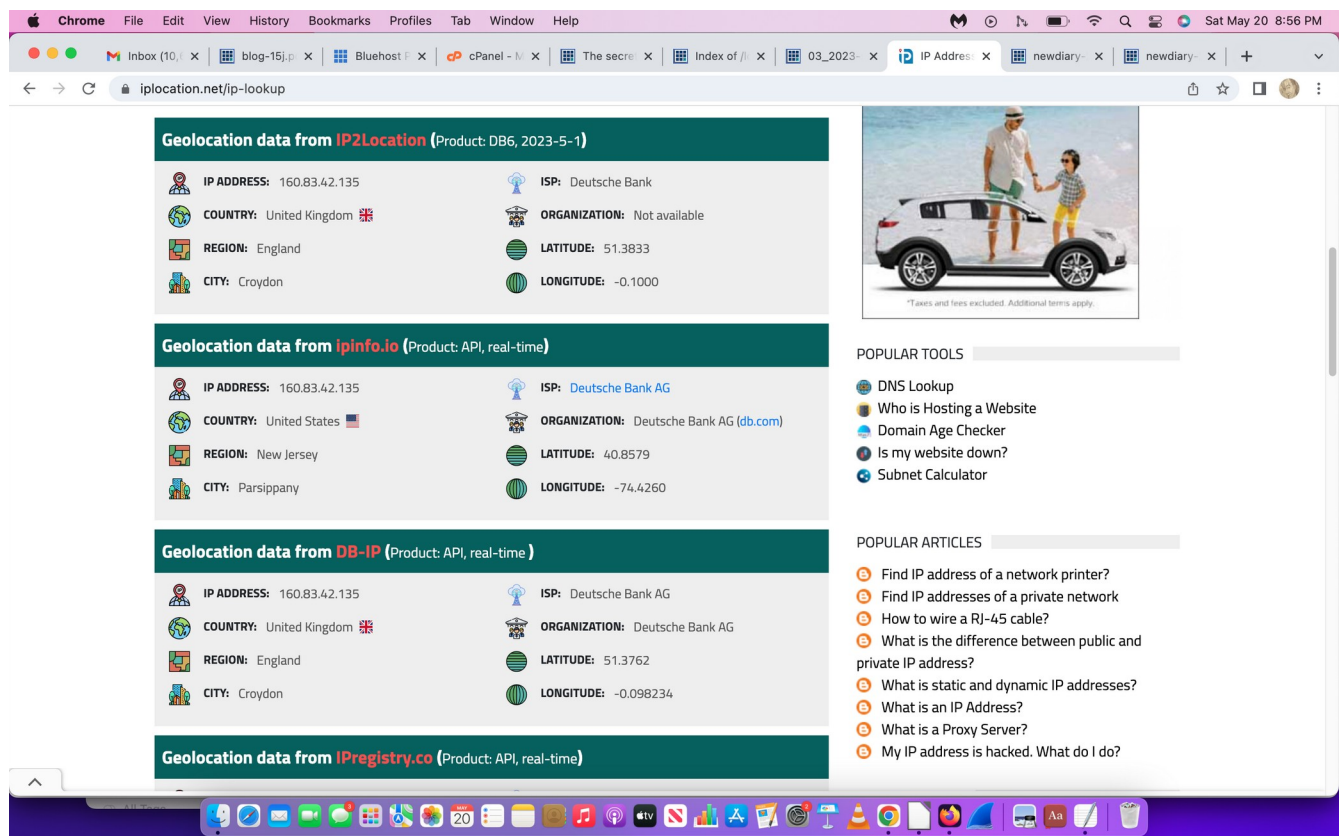 Chrome File Edit View History Bookmarks Profiles Tab Window Help Sat May 20 8:56 PM
Inbox (10, blog-15j.p Bluehost P cPanel - M The secre Index of /l 03_2023- IP Addres newdiary- newdiary-
iplocation.net/ip-lookup
Geolocation data from IP2Location (Product: DB6, 2023-5-1)
IP ADDRESS: 160.83.42.135 ISP: Deutsche Bank
COUNTRY: United Kingdom ORGANIZATION: Not available
REGION: England LATITUDE: 51.3833
CITY: Croydon LONGITUDE: -0.1000
Geolocation data from ipinfo.io (Product: API, real-time)
IP ADDRESS: 160.83.42.135 ISP: Deutsche Bank AG
COUNTRY: United States ORGANIZATION: Deutsche Bank AG (db.com)
REGION: New Jersey LATITUDE: 40.8579
CITY: Parsippany LONGITUDE: -74.4260
Geolocation data from DB-IP (Product: API, real-time )
IP ADDRESS: 160.83.42.135 ISP: Deutsche Bank AG
COUNTRY: United Kingdom ORGANIZATION: Deutsche Bank AG
REGION: England LATITUDE: 51.3762
CITY: Croydon LONGITUDE: -0.098234
Geolocation data from IPregistry.co (Product: API, real-time)
*Taxes and fees excluded. Additional terms apply.
POPULAR TOOLS
DNS Lookup
Who is Hosting a Website
Domain Age Checker
Is my website down?
Subnet Calculator
POPULAR ARTICLES
Find IP address of a network printer?
Find IP addresses of a private network
How to wire a RJ-45 cable?
What is the difference between public and
private IP address?
What is static and dynamic IP addresses?
What is an IP Address?
What is a Proxy Server?
My IP address is hacked. What do I do?
All Tags
MAY
20
tv
Aa